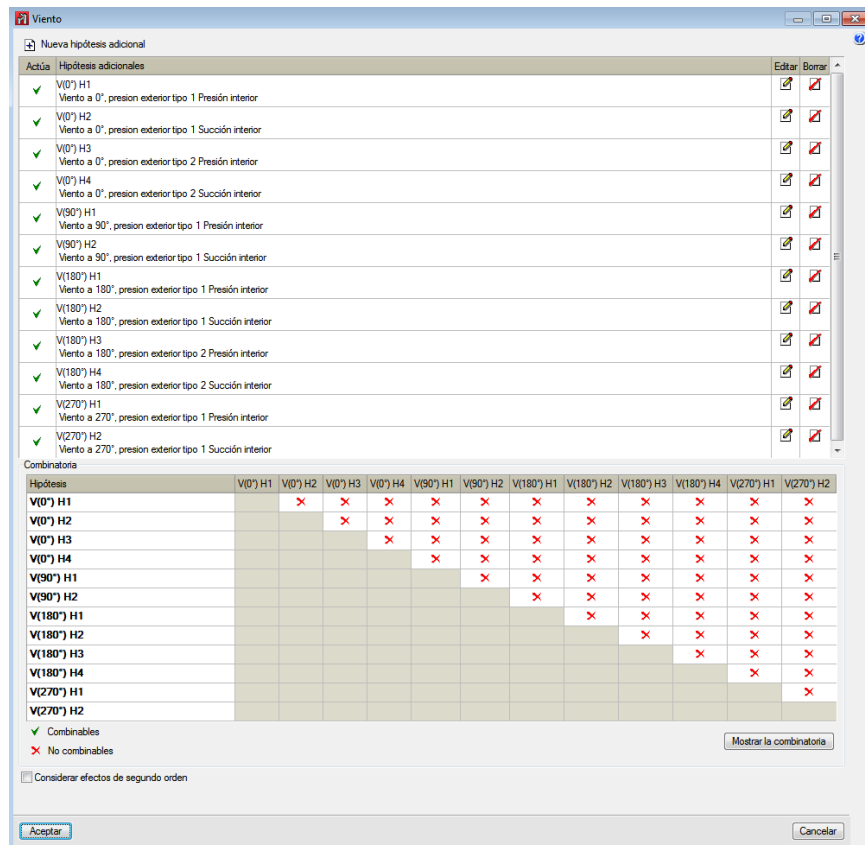 Viento
Nueva hipótesis adicional
Actúa Hipótesis adicionales Editar Borrar
V(0°) H1
Viento a 0°, presion exterior tipo 1 Presión interior
V(0°) H2
Viento a 0°, presion exterior tipo 1 Succión interior
V(0°) H3
Viento a 0°, presion exterior tipo 2 Presión interior
V(0°) H4
Viento a 0°, presion exterior tipo 2 Succión interior
V(90°) H1
Viento a 90°, presion exterior tipo 1 Presión interior
V(90°) H2
Viento a 90°, presion exterior tipo 1 Succión interior
V(180°) H1
Viento a 180°, presion exterior tipo 1 Presión interior
V(180°) H2
Viento a 180°, presion exterior tipo 1 Succión interior
V(180°) H3
Viento a 180°, presion exterior tipo 2 Presión interior
V(180°) H4
Viento a 180°, presion exterior tipo 2 Succión interior
V(270°) H1
Viento a 270°, presion exterior tipo 1 Presión interior
V(270°) H2
Viento a 270°, presion exterior tipo 1 Succión interior
Combinatoria
Hipótesis V(0°) H1 V(0°) H2 V(0°) H3 V(0°) H4 V(90°) H1 V(90°) H2 V(180°) H1 V(180°) H2 V(180°) H3 V(180°) H4 V(270°) H1 V(270°) H2
V(0°) H1
V(0°) H2
V(0°) H3
V(0°) H4
V(90°) H1
V(90°) H2
V(180°) H1
V(180°) H2
V(180°) H3
V(180°) H4
V(270°) H1
V(270°) H2
Combinables
No combinables
Mostrar la combinatoria
Considerar efectos de segundo orden
Aceptar Cancelar